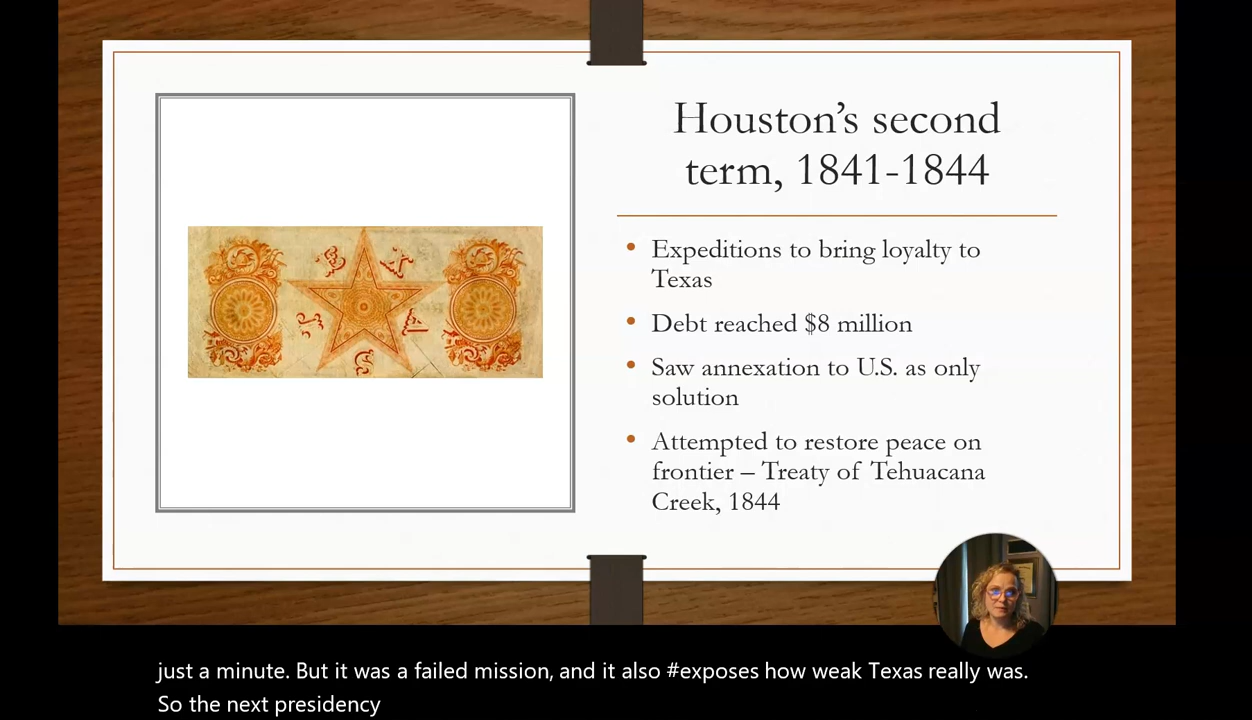 Houston’s second
term, 1841-1844
• Expeditions to bring loyalty to
Texas
• Debt reached $8 million
• Saw annexation to U.S. as only
solution
• Attempted to restore peace on
frontier – Treaty of Tehuacana
Creek, 1844
just a minute. But it was a failed mission, and it also #exposes how weak Texas really was.
So the next presidency